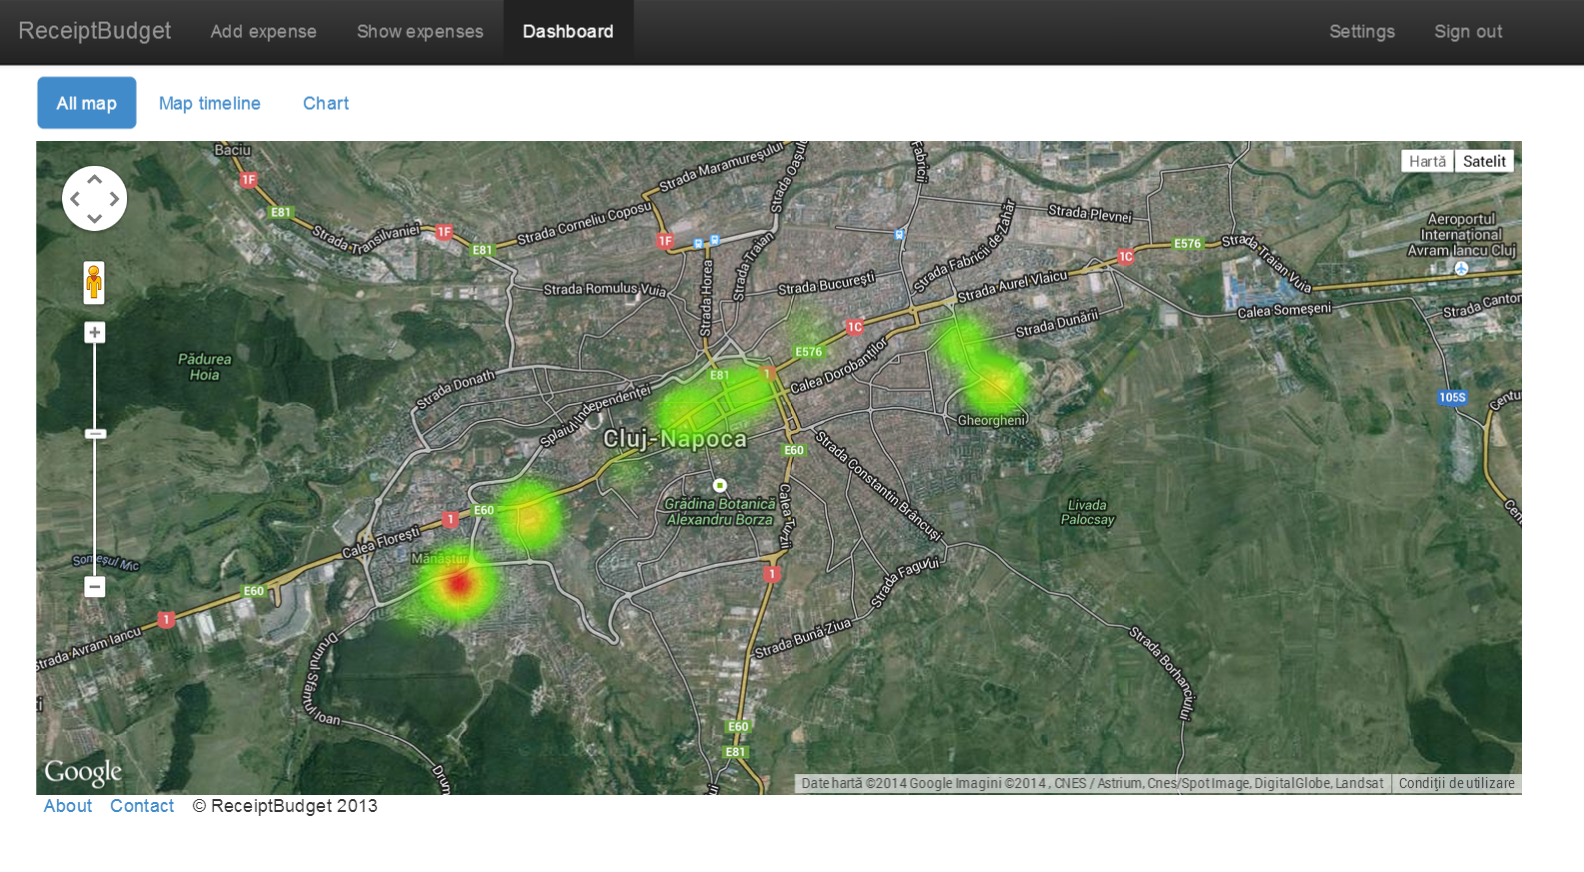 ReceiptBudget Add expense Show expenses Dashboard Settings Sign out
All map Map timeline Chart
Baciu
Strada Maramureșului
Strada Oașului
Fabricii
Hartă Satelit
1F
E81
Strada Transilvaniei
1F
E81
Strada Corneliu Coposu
1F
Strada Horea
Strada Traian
Strada Plevnei
Strada Fabricii de Zahăr
1C
E576
Strada Traian Vuia
Aeroportul
Internațional
Avram Iancu Cluj
Strada Romulus Vuia
Strada București
Strada Aurel Vlaicu
Calea Someșeni
Strada Canton
Strada Dunării
1C
E576
Calea Dorobanților
Pădurea
Hoia
Strada Donath
E81
1
Splaiul Independenței
105S
Centu
Gheorgheni
Cluj-Napoca
E60
Strada Constantin Brâncuși
Grădina Botanică
Alexandru Borza
Calea Turzii
Livada
Palocsay
Cen
E60
1
Calea Florești
Mănăștur
Someșul Mic
E60
1
Strada Avram Iancu
1
Strada Fagului
Strada Bună Ziua
Drumul Sfântul Ioan
Strada Borhanciului
E60
E81
Drun
ui
Google
Date hartă ©2014 Google Imagini ©2014 , CNES / Astrium, Cnes/Spot Image, DigitalGlobe, Landsat Condiții de utilizare
About Contact © ReceiptBudget 2013